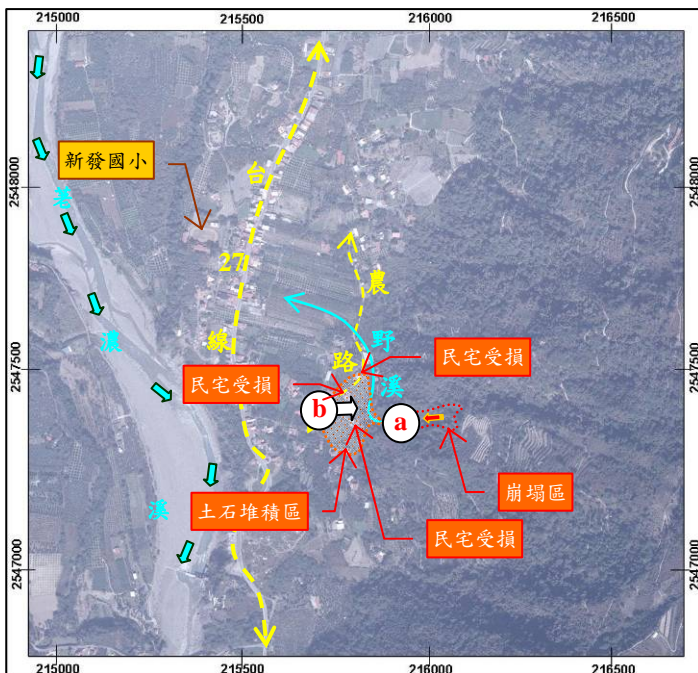 215000
215500
216000
216500
2548000
2547500
2547000
新發國小
荖
濃
溪
台
27
線
農
路
野
溪
民宅受損
民宅受損
b
a
土石堆積區
崩塌區
民宅受損
2548000
2547500
2547000
215000
215500
216000
216500